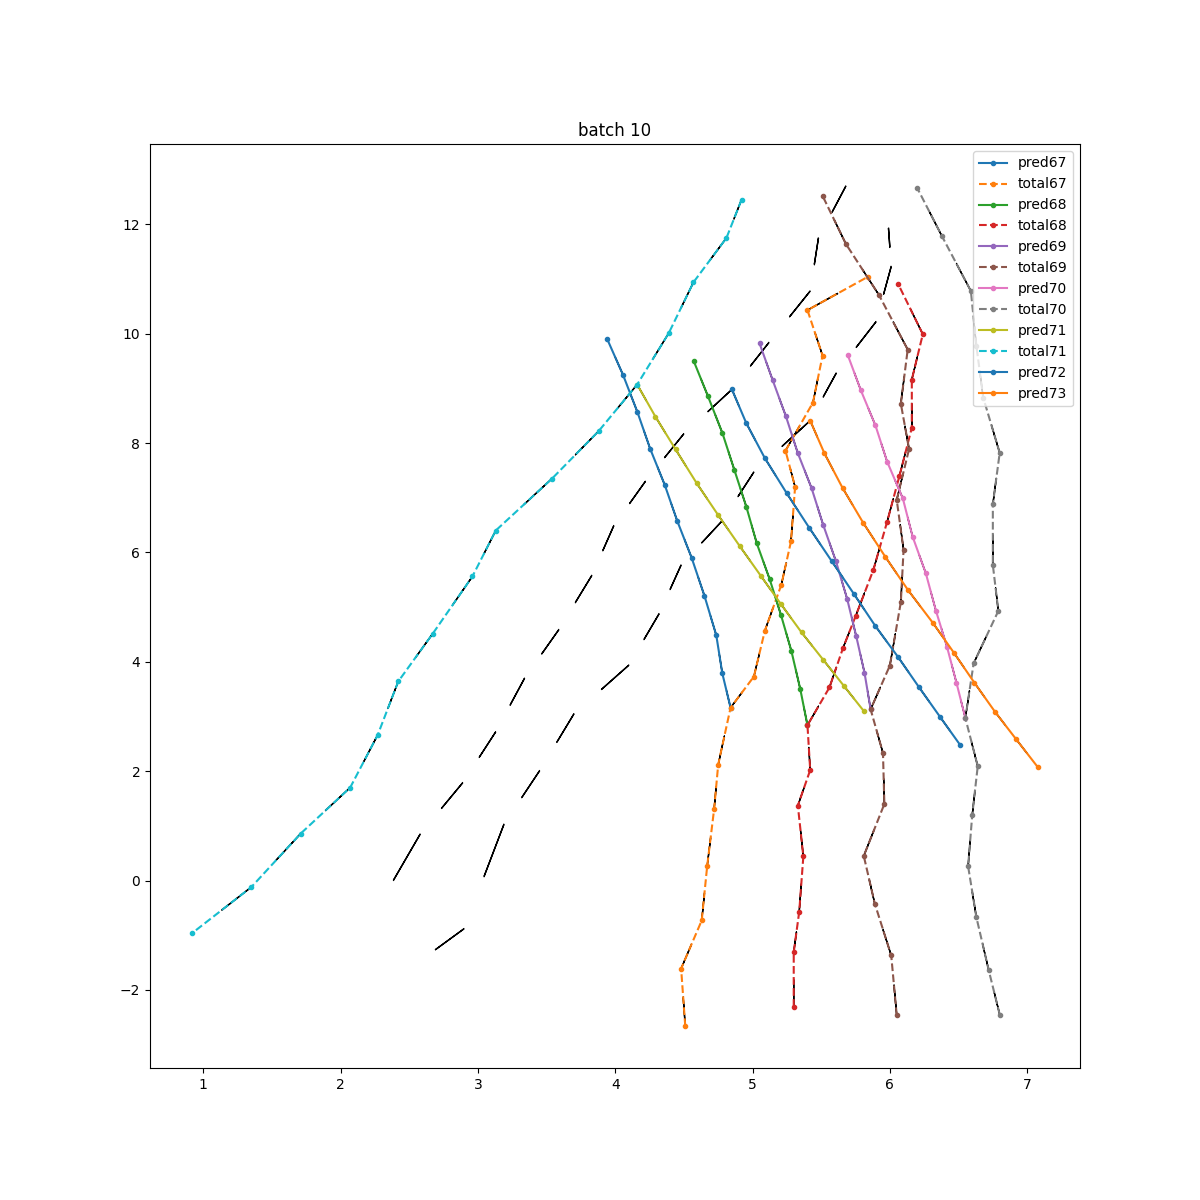 batch 10
pred67
total67
pred68
total68
pred69
total69
pred70
total70
pred71
total71
pred72
pred73
12
10
8
6
4
2
0
−2
1 2 3 4 5 6 7